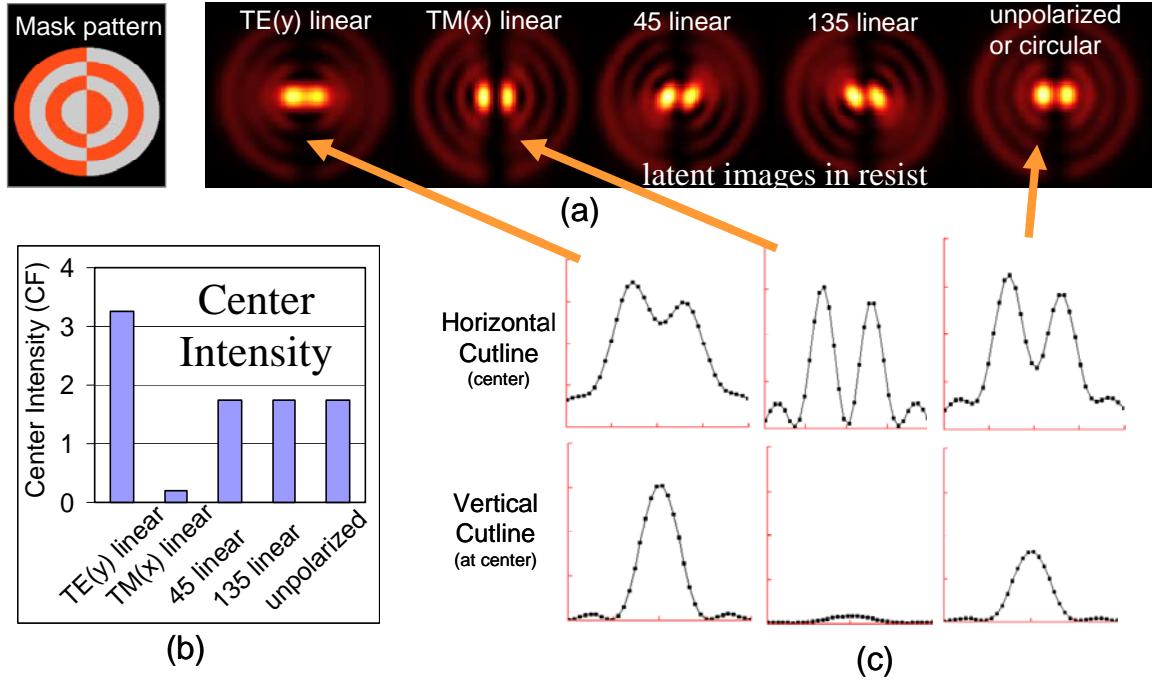 Mask pattern
TE(y) linear
TM(x) linear
45 linear
135 linear
unpolarized
or circular
latent images in resist
(a)
Center Intensity (CF)
4
3
2
1
0
Center
Intensity
TE(y) linear
TM(x) linear
45 linear
135 linear
unpolarized
(b)
Horizontal
Cutline
(center)
Vertical
Cutline
(at center)
(c)